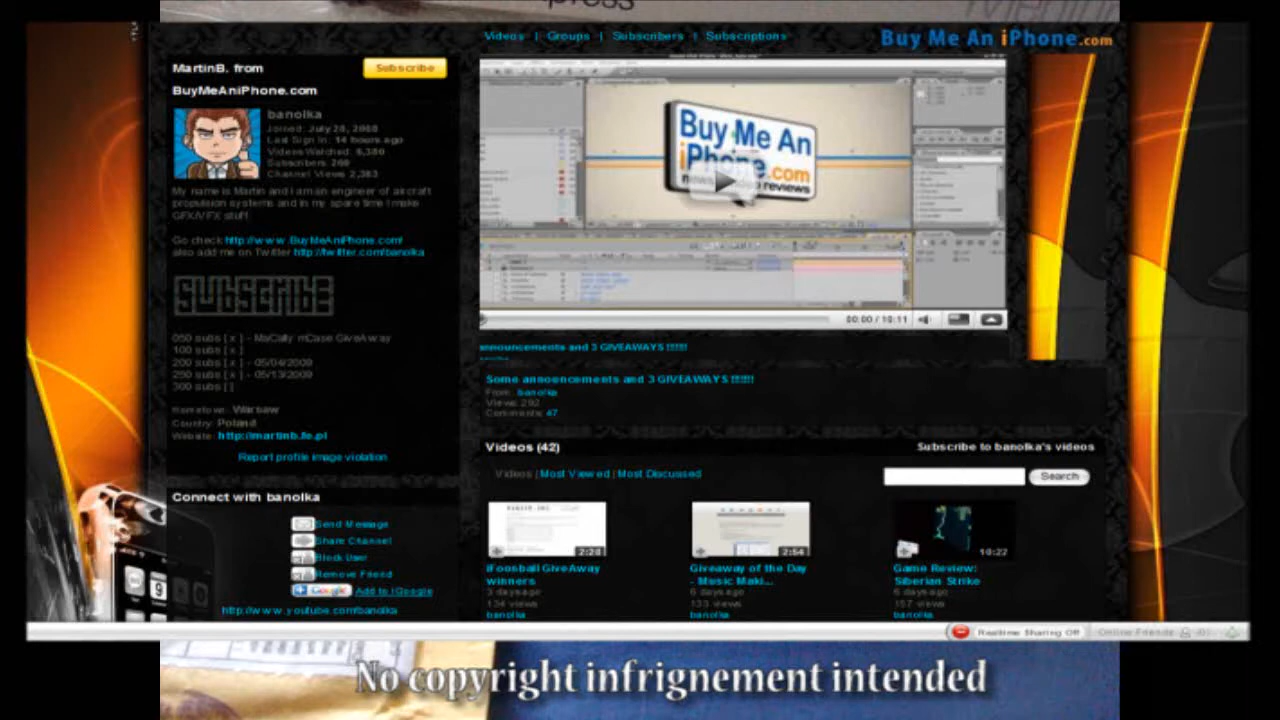 press
Videos | Groups | Subscribers | Subscriptions
Buy Me An iPhone.com
MartinB. from
BuyMeAniPhone.com
Subscribe
banolka
Joined: July 28, 2008
Last Sign In: 14 hours ago
Videos Watched: 6,380
Subscribers: 260
Channel Views: 2,383
My name is Martin and i am an engineer of aircraft
propulsion systems and in my spare time I make
GFX/VFX stuff
Go check http://www.BuyMeAniPhone.com!
also add me on Twitter http://twitter.com/banolka
SUBSCRIBE
050 subs [ x ] - MaCally mCase GiveAway
100 subs [ x ]
200 subs [ x ] - 05/04/2009
250 subs [ x ] - 05/13/2009
300 subs [ ]
Hometown: Warsaw
Country: Poland
Website: http://martinb.fe.pl
Report profile image violation
Connect with banolka
Send Message
Share Channel
Block User
Remove Friend
Google Add to iGoogle
http://www.youtube.com/banolka
Buy Me An
iPhone.com
reviews
00:00 / 10:11
announcements and 3 GIVEAWAYS !!!!!!!
Some announcements and 3 GIVEAWAYS !!!!!!!
From: banolka
Views: 292
Comments: 47
Videos (42)
Subscribe to banolka's videos
Videos | Most Viewed | Most Discussed
Search
2:20
2:54
10:22
iFoonball GiveAway
winners
3 days ago
134 views
banolka
Giveaway of the Day
- Music Maki...
6 days ago
133 views
banolka
Game Review:
Siberian Strike
6 days ago
157 views
banolka
Realtime Sharing Off
Online Friends
(0)
No copyright infrignement intended